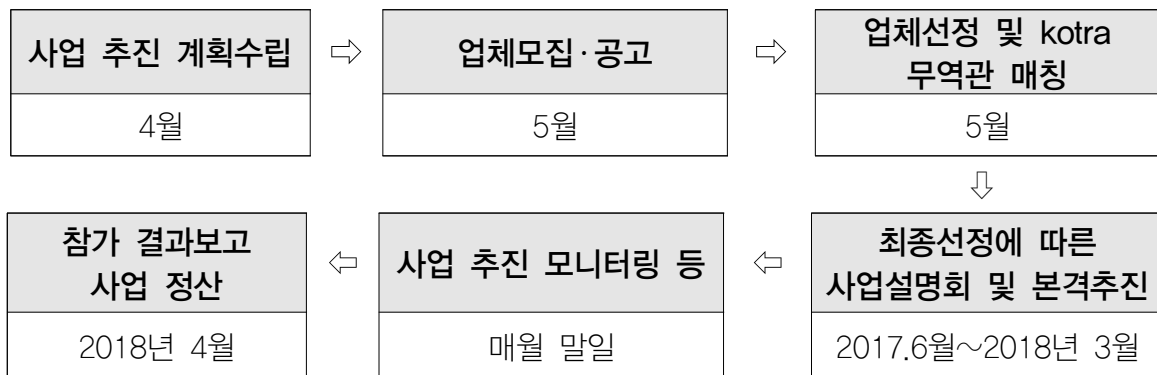 사업 추진 계획수립
4월
⇨
업체모집·공고
5월
⇨
업체선정 및 kotra
무역관 매칭
5월
⇩
최종선정에 따른
사업설명회 및 본격추진
2017.6월~2018년 3월
⇦
사업 추진 모니터링 등
매월 말일
⇦
참가 결과보고
사업 정산
2018년 4월